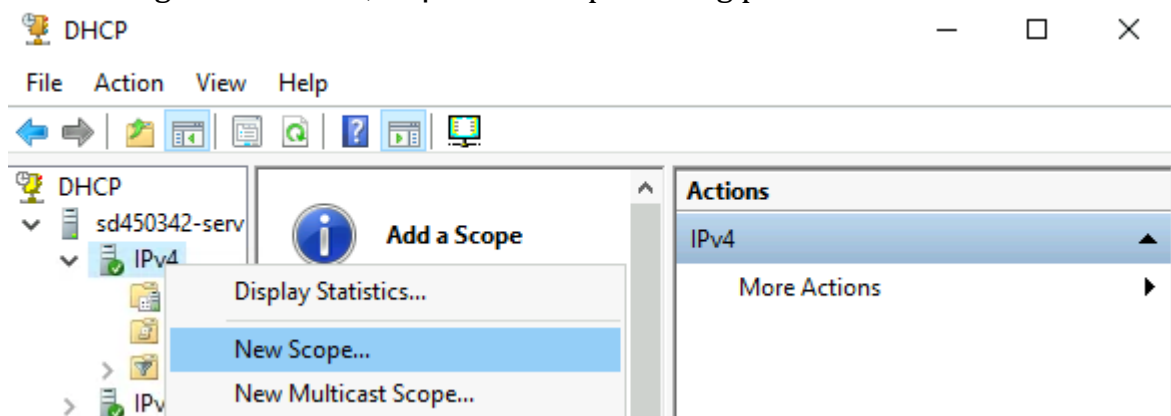 DHCP
File Action View Help
DHCP
sd450342-serv
IPv4
Add a Scope
Actions
IPv4
More Actions
Display Statistics...
New Scope...
New Multicast Scope...
IPv